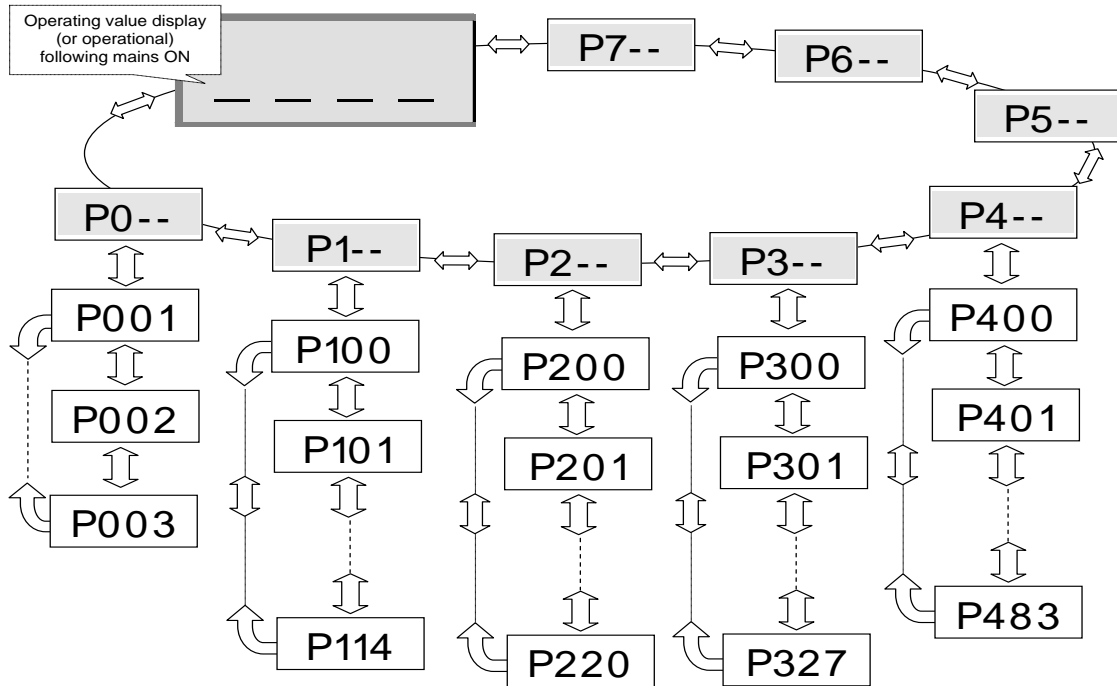 Operating value display
(or operational)
following mains ON
_ _ _ _
P7--
P6--
P5--
P0--
P1--
P2--
P3--
P4--
P001
P002
P003
P100
P101
P114
P200
P201
P220
P300
P301
P327
P400
P401
P483